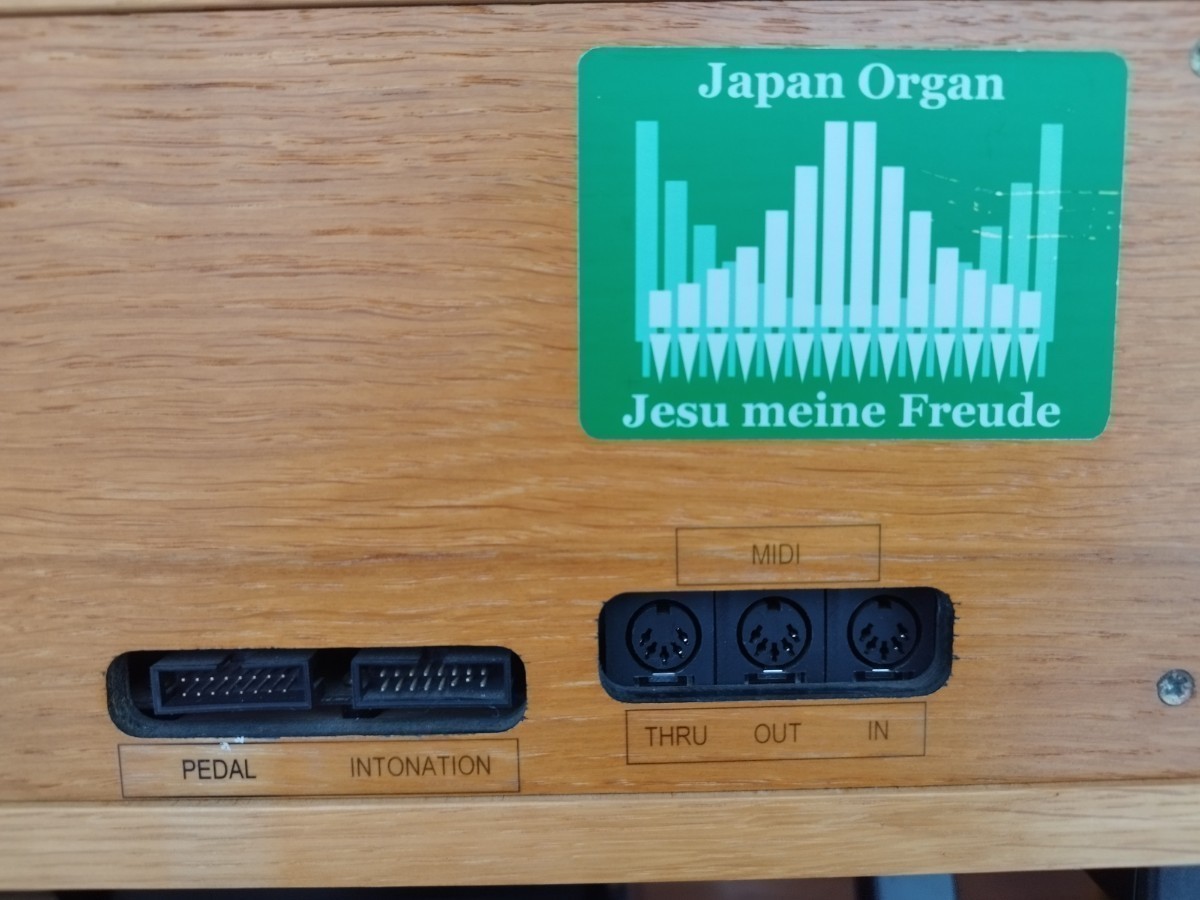 Japan Organ
Jesu meine Freude
MIDI
THRU OUT IN
PEDAL INTONATION